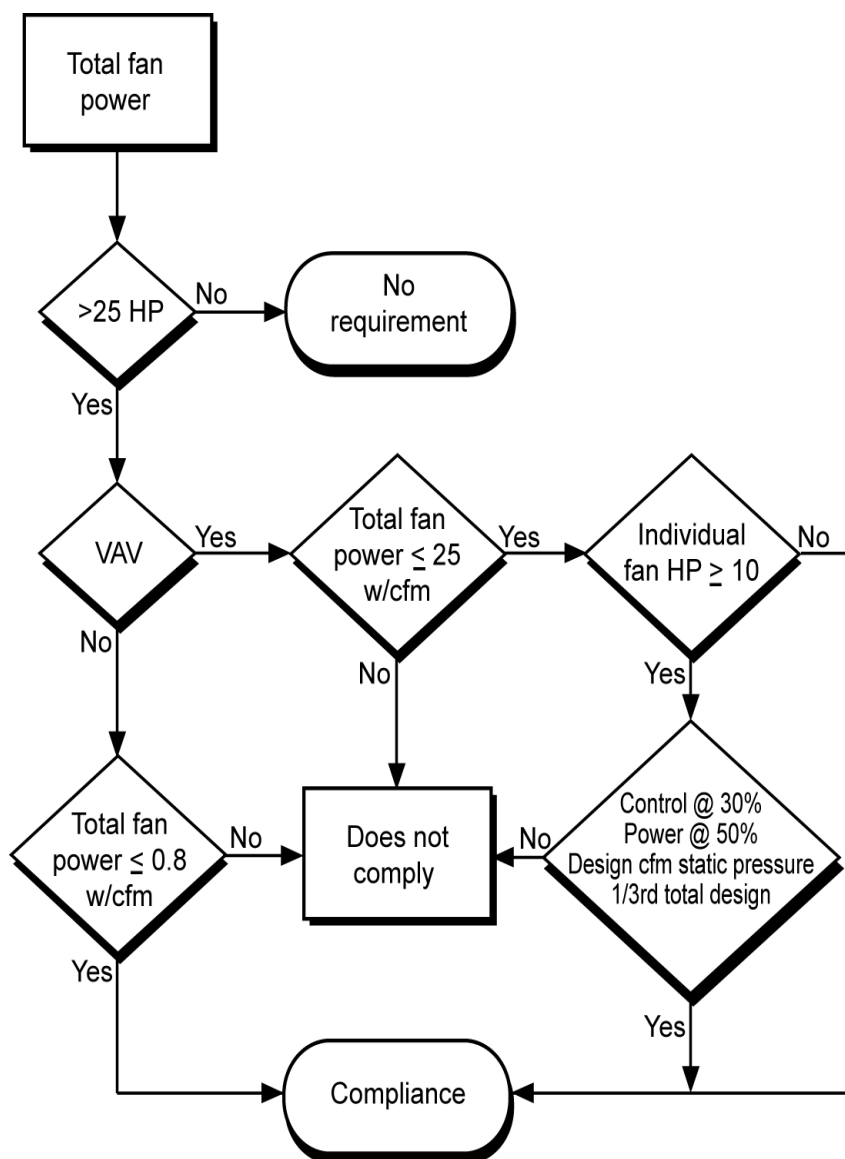 Total fan
power
>25 HP
No
No
requirement
Yes
VAV
Yes
Total fan
power ≤ 25
w/cfm
Yes
Individual
fan HP ≥ 10
No
No
No
Yes
Total fan
power ≤ 0.8
w/cfm
No
Does not
comply
No
Control @ 30%
Power @ 50%
Design cfm static pressure
1/3rd total design
Yes
Yes
Compliance